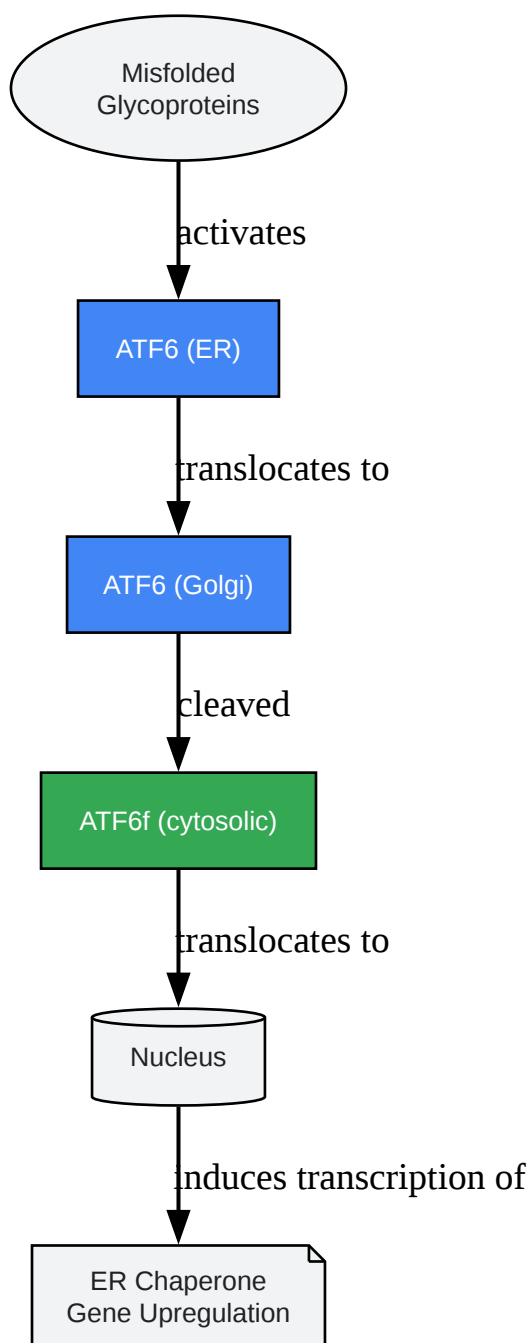 Misfolded
Glycoproteins
activates
ATF6 (ER)
translocates to
ATF6 (Golgi)
cleaved
ATF6f (cytosolic)
translocates to
Nucleus
induces transcription of
ER Chaperone
Gene Upregulation